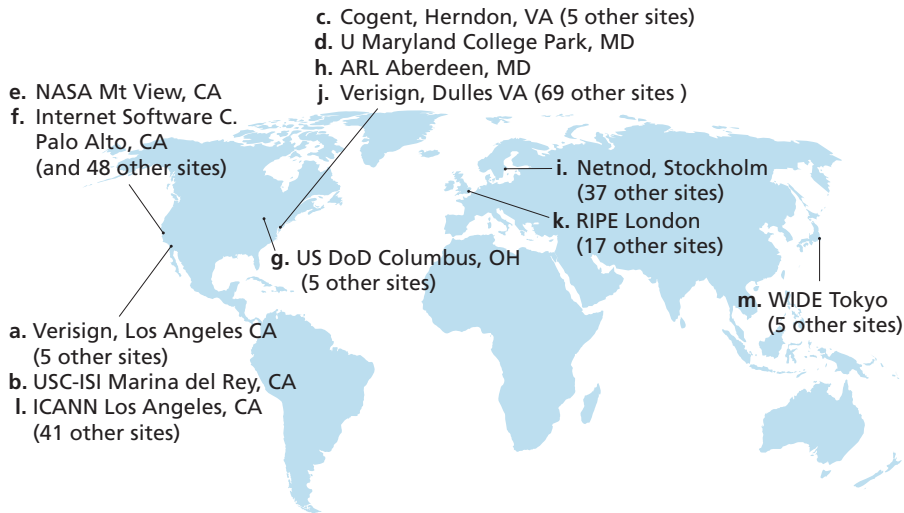 c. Cogent, Herndon, VA (5 other sites)
d. U Maryland College Park, MD
h. ARL Aberdeen, MD
j. Verisign, Dulles VA (69 other sites )
e. NASA Mt View, CA
f. Internet Software C.
Palo Alto, CA
(and 48 other sites)
i. Netnod, Stockholm
(37 other sites)
k. RIPE London
(17 other sites)
g. US DoD Columbus, OH
(5 other sites)
m. WIDE Tokyo
(5 other sites)
a. Verisign, Los Angeles CA
(5 other sites)
b. USC-ISI Marina del Rey, CA
l. ICANN Los Angeles, CA
(41 other sites)